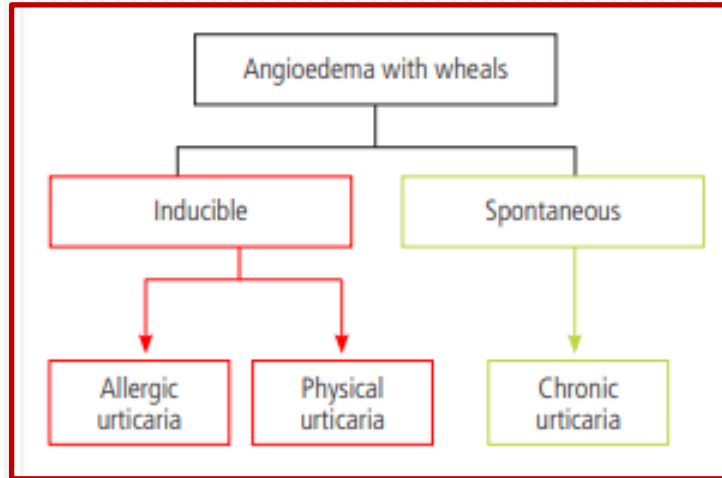 Angioedema with wheals
Inducible
Spontaneous
Allergic
urticaria
Physical
urticaria
Chronic
urticaria